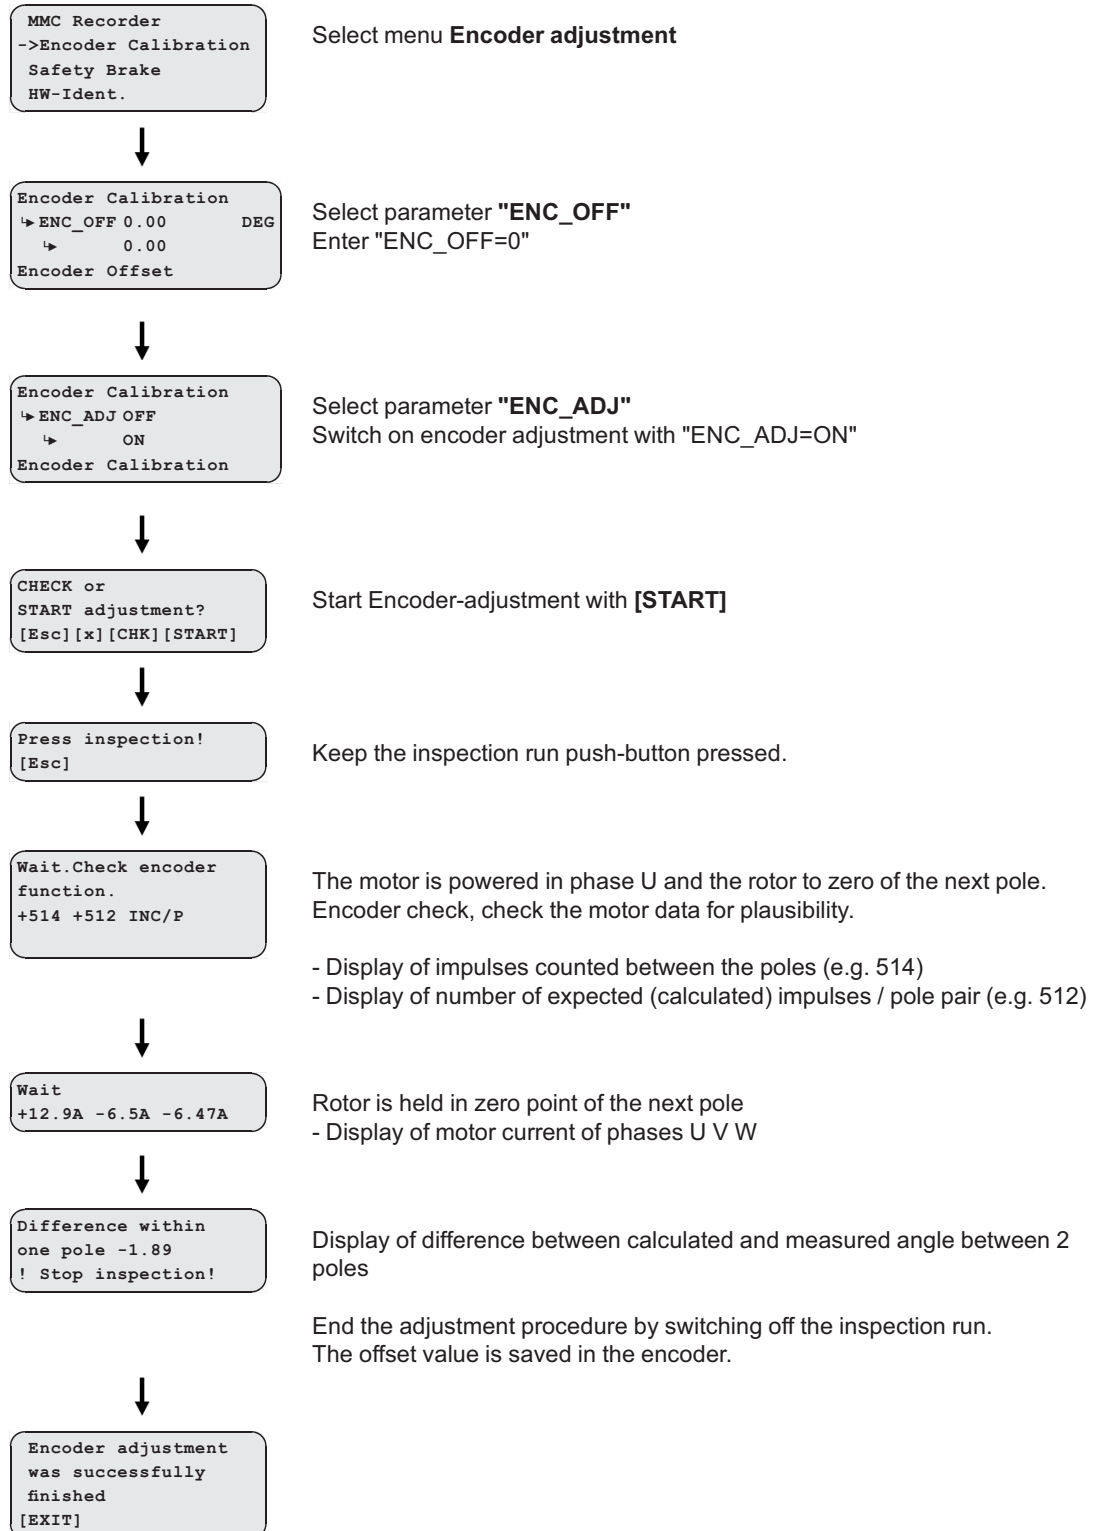 MMC Recorder
->Encoder Calibration
Safety Brake
HW-Ident.
Select menu Encoder adjustment
Encoder Calibration
↳ ENC_OFF 0.00 DEG
↳ 0.00
Encoder Offset
Select parameter "ENC_OFF"
Enter "ENC_OFF=0"
Encoder Calibration
↳ ENC_ADJ OFF
↳ ON
Encoder Calibration
Select parameter "ENC_ADJ"
Switch on encoder adjustment with "ENC_ADJ=ON"
CHECK or
START adjustment?
[Esc][x][CHK][START]
Start Encoder-adjustment with [START]
Press inspection!
[Esc]
Keep the inspection run push-button pressed.
Wait.Check encoder
function.
+514 +512 INC/P
The motor is powered in phase U and the rotor to zero of the next pole.
Encoder check, check the motor data for plausibility.
- Display of impulses counted between the poles (e.g. 514)
- Display of number of expected (calculated) impulses / pole pair (e.g. 512)
Wait
+12.9A -6.5A -6.47A
Rotor is held in zero point of the next pole
- Display of motor current of phases U V W
Difference within
one pole -1.89
! Stop inspection!
Display of difference between calculated and measured angle between 2
poles
End the adjustment procedure by switching off the inspection run.
The offset value is saved in the encoder.
Encoder adjustment
was successfully
finished
[EXIT]